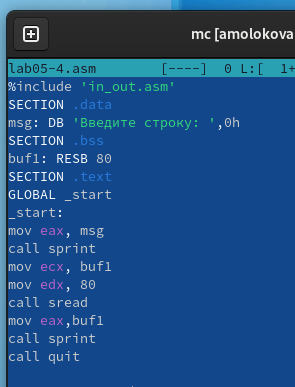 mc [amolokova
lab05-4.asm [----] 0 L:[ 1+
%include 'in_out.asm'
SECTION .data
msg: DB 'Введите строку: ',0h
SECTION .bss
buf1: RESB 80
SECTION .text
GLOBAL _start
_start:
mov eax, msg
call sprint
mov ecx, buf1
mov edx, 80
call sread
mov eax,buf1
call sprint
call quit